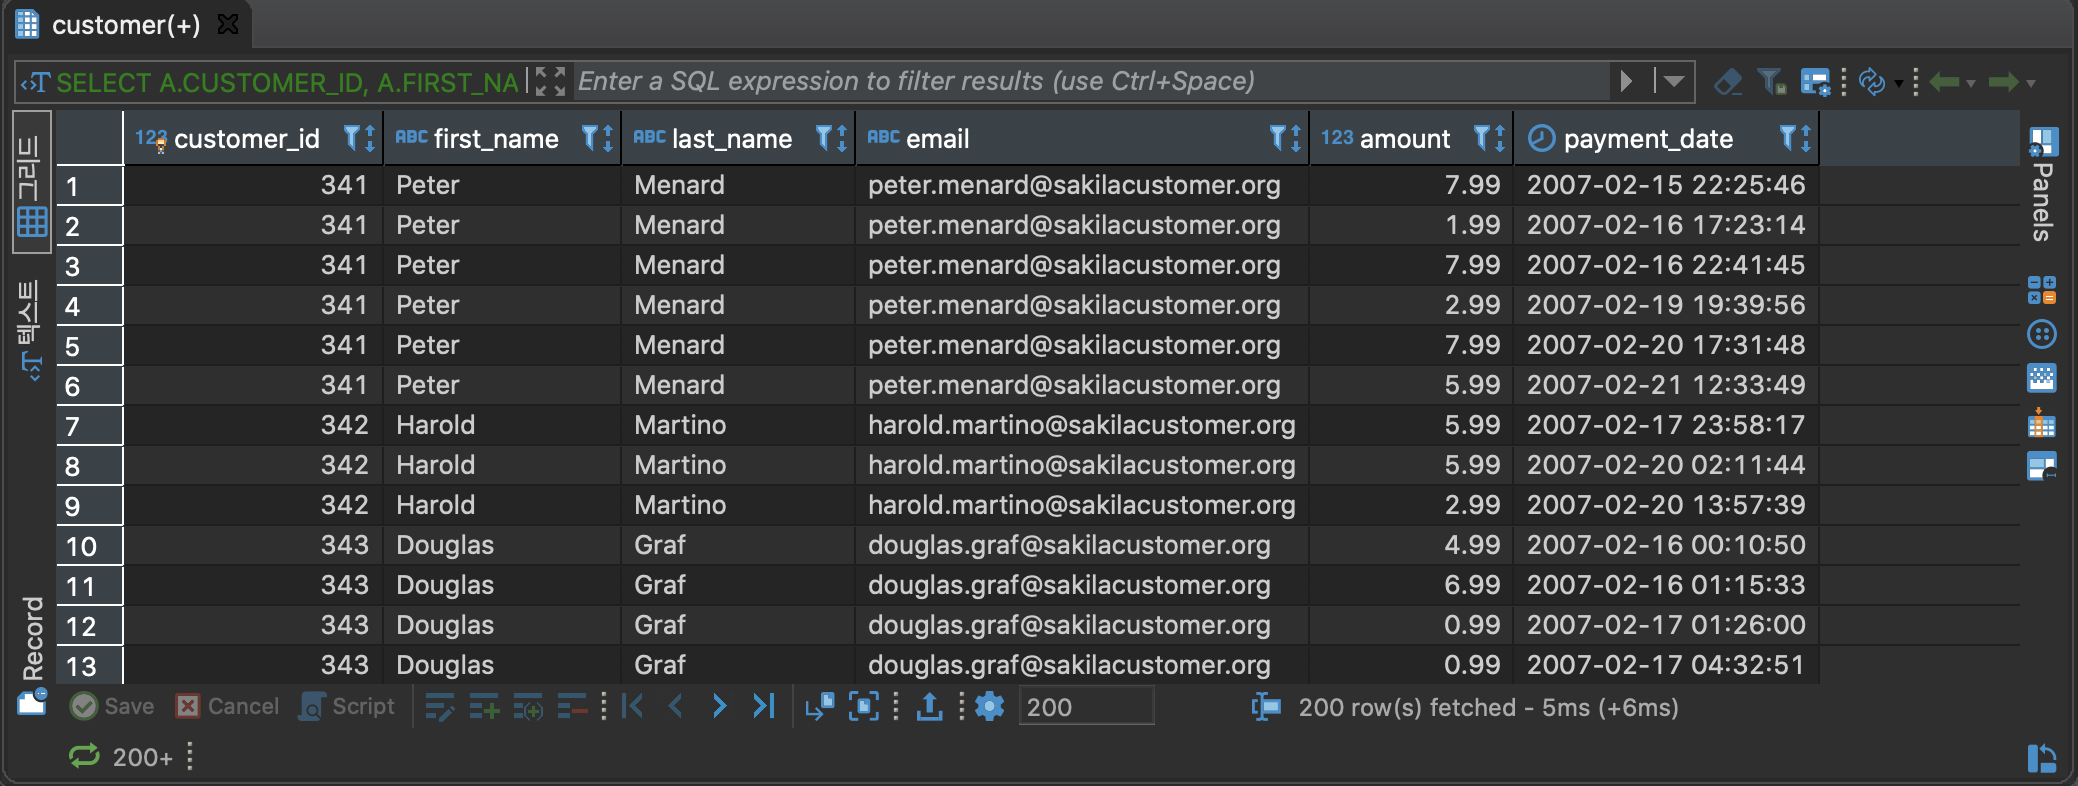 customer(+)
SELECT A.CUSTOMER_ID, A.FIRST_NA Enter a SQL expression to filter results (use Ctrl+Space)
123 customer_id ABC first_name ABC last_name ABC email 123 amount payment_date
1 341 Peter Menard peter.menard@sakilacustomer.org 7.99 2007-02-15 22:25:46
2 341 Peter Menard peter.menard@sakilacustomer.org 1.99 2007-02-16 17:23:14
3 341 Peter Menard peter.menard@sakilacustomer.org 7.99 2007-02-16 22:41:45
4 341 Peter Menard peter.menard@sakilacustomer.org 2.99 2007-02-19 19:39:56
5 341 Peter Menard peter.menard@sakilacustomer.org 7.99 2007-02-20 17:31:48
6 341 Peter Menard peter.menard@sakilacustomer.org 5.99 2007-02-21 12:33:49
7 342 Harold Martino harold.martino@sakilacustomer.org 5.99 2007-02-17 23:58:17
8 342 Harold Martino harold.martino@sakilacustomer.org 5.99 2007-02-20 02:11:44
9 342 Harold Martino harold.martino@sakilacustomer.org 2.99 2007-02-20 13:57:39
10 343 Douglas Graf douglas.graf@sakilacustomer.org 4.99 2007-02-16 00:10:50
11 343 Douglas Graf douglas.graf@sakilacustomer.org 6.99 2007-02-16 01:15:33
12 343 Douglas Graf douglas.graf@sakilacustomer.org 0.99 2007-02-17 01:26:00
13 343 Douglas Graf douglas.graf@sakilacustomer.org 0.99 2007-02-17 04:32:51
그리드
텍스트
Record
Panels
Save Cancel Script 200 200 row(s) fetched - 5ms (+6ms)
200+